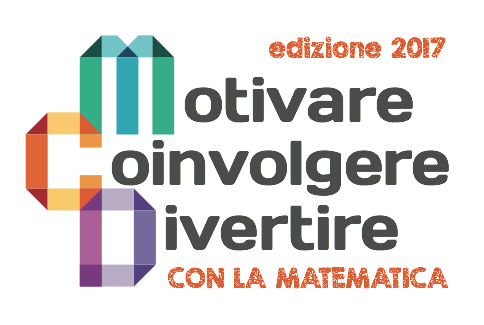 edizione 2017
Motivare
Coinvolgere
Divertire
CON LA MATEMATICA